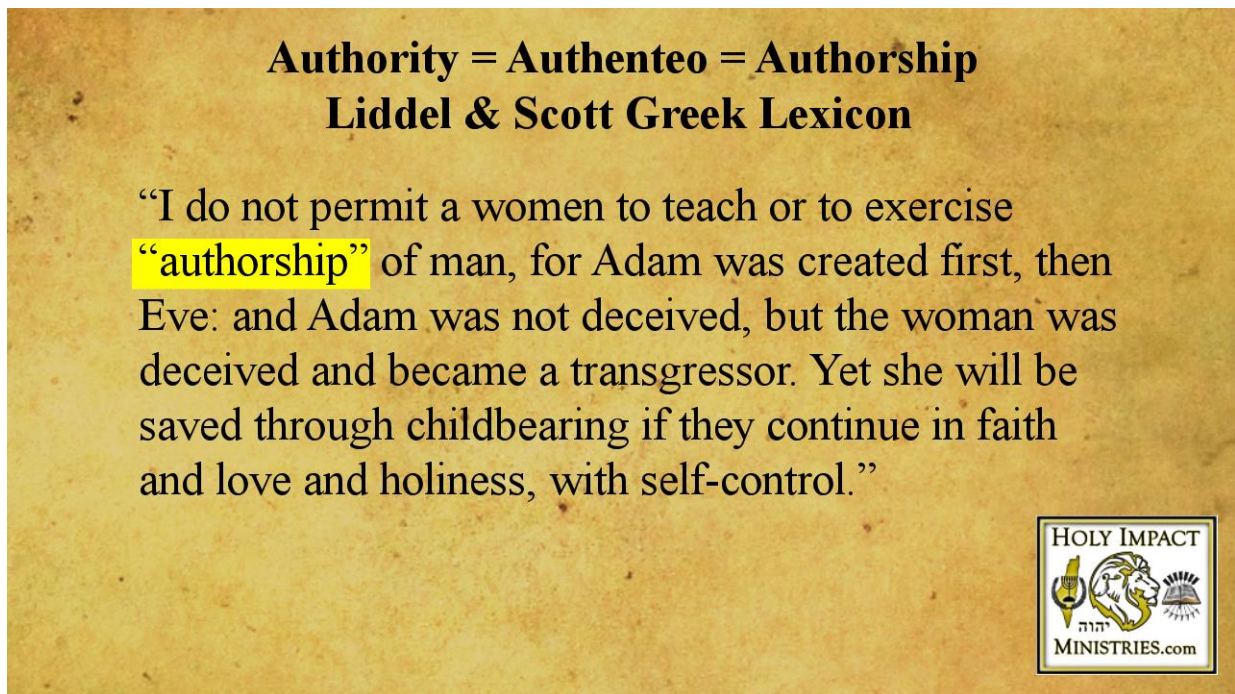 Authority = Authenteo = Authorship
Liddel & Scott Greek Lexicon
“I do not permit a women to teach or to exercise
“authorship” of man, for Adam was created first, then
Eve: and Adam was not deceived, but the woman was
deceived and became a transgressor. Yet she will be
saved through childbearing if they continue in faith
and love and holiness, with self-control.”
HOLY IMPACT
יהוה
MINISTRIES.com